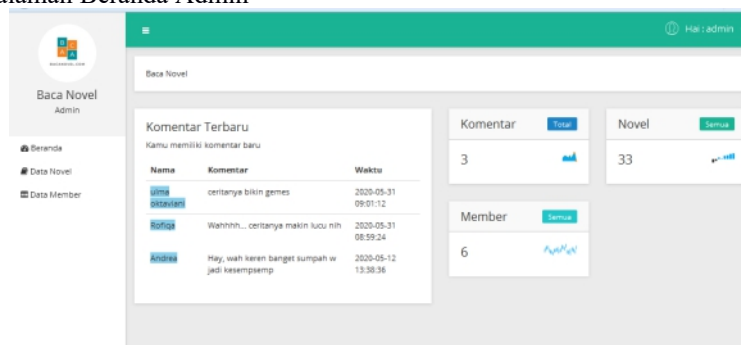 Halaman Beranda Admin
Hai : admin
B
A C
A
BACANOVEL.COM
Baca Novel
Admin
Beranda
Data Novel
Data Member
Baca Novel
Komentar Terbaru
Kamu memiliki komentar baru
Nama Komentar Waktu
ulma oktaviani ceritanya bikin gemes 2020-05-31 09:01:12
Rofiqa Wahhhh... ceritanya makin lucu nih 2020-05-31 08:59:24
Andrea Hay, wah keren banget sumpah w jadi kesempsemp 2020-05-12 13:38:36
Komentar Total
3
Novel Semua
33
Member Semua
6